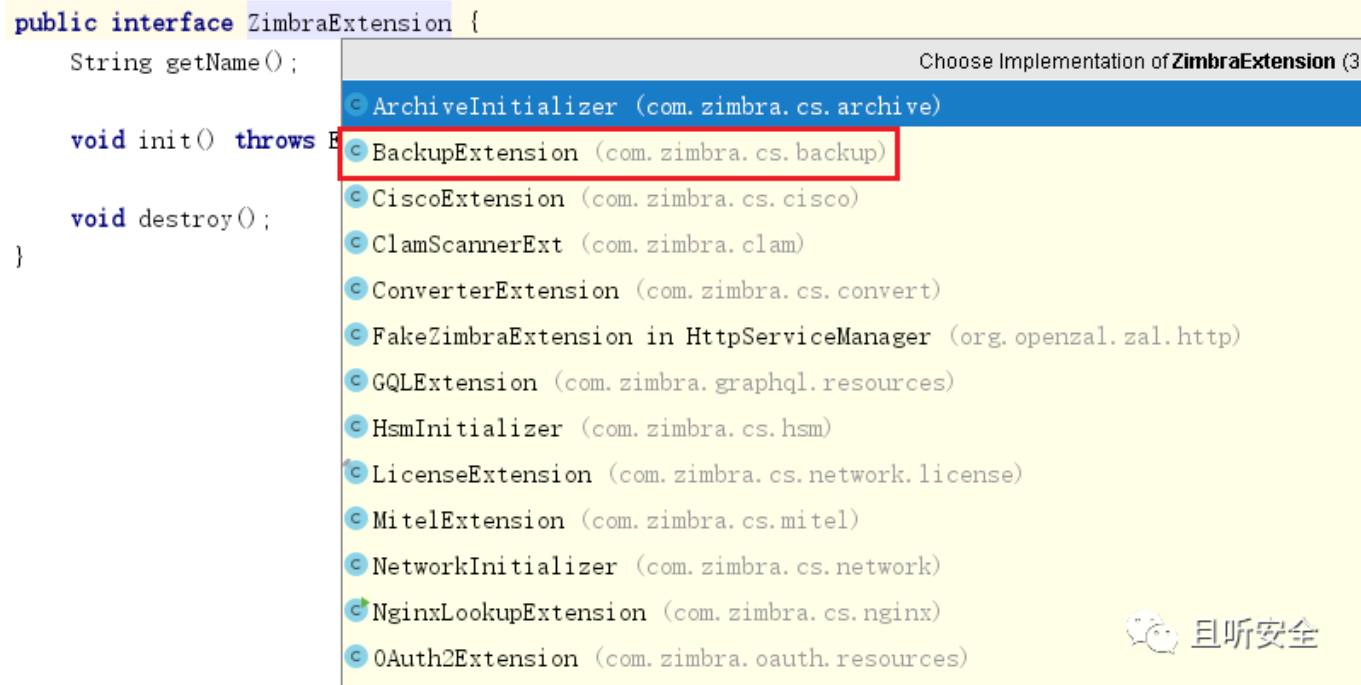 public interface ZimbraExtension {
String getName();
Choose Implementation of ZimbraExtension (3
ArchiveInitializer (com.zimbra.cs.archive)
void init() throws E
BackupExtension (com.zimbra.cs.backup)
CiscoExtension (com.zimbra.cs.cisco)
void destroy();
ClamScannerExt (com.zimbra.clam)
}
ConverterExtension (com.zimbra.cs.convert)
FakeZimbraExtension in HttpServiceManager (org.openzal.zal.http)
GQLExtension (com.zimbra.graphql.resources)
HsmInitializer (com.zimbra.cs.hsm)
LicenseExtension (com.zimbra.cs.network.license)
MitelExtension (com.zimbra.cs.mitel)
NetworkInitializer (com.zimbra.cs.network)
NginxLookupExtension (com.zimbra.cs.nginx)
OAuth2Extension (com.zimbra.oauth.resources)
且听安全